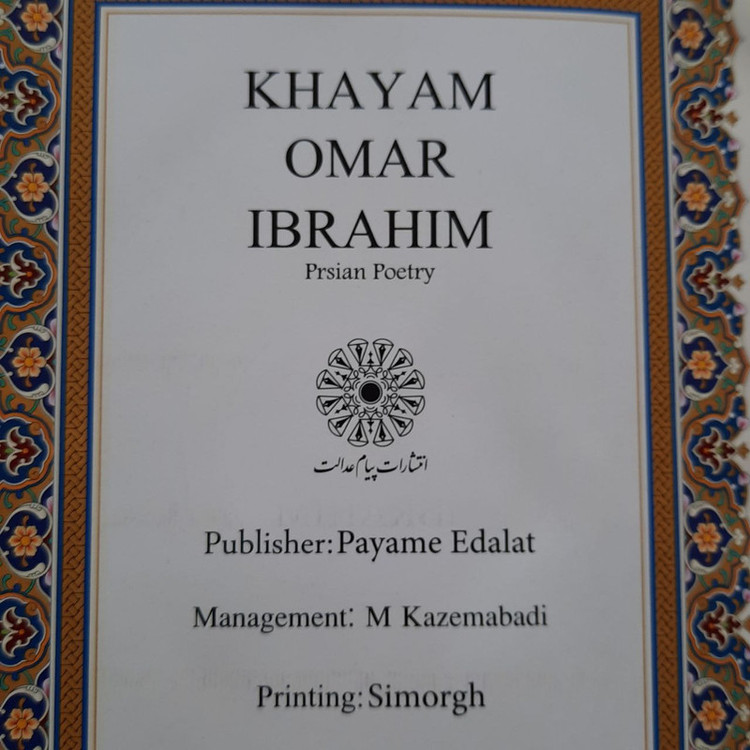 KHAYAM
OMAR
IBRAHIM
Prsian Poetry
انتشارات پیام عدالت
Publisher: Payame Edalat
Management: M Kazemabadi
Printing: Simorgh